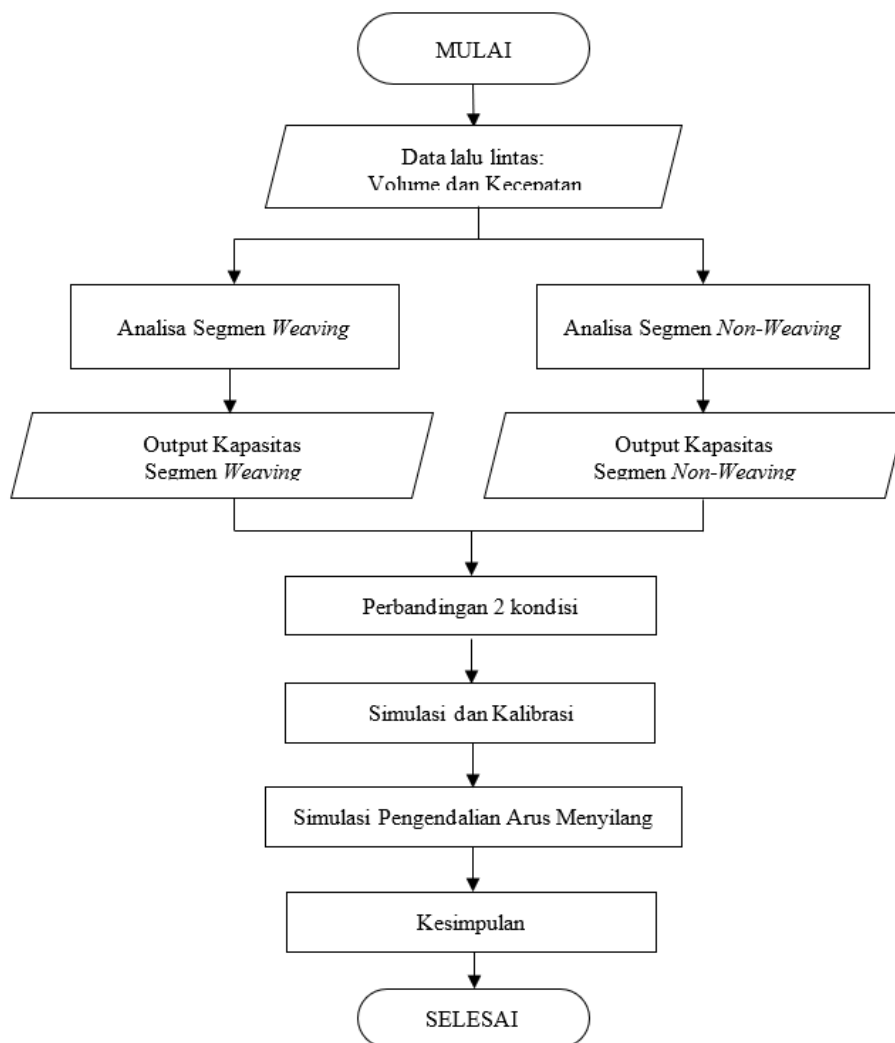 MULAI
Data lalu lintas:
Volume dan Kecepatan
Analisa Segmen Weaving
Analisa Segmen Non-Weaving
Output Kapasitas
Segmen Weaving
Output Kapasitas
Segmen Non-Weaving
Perbandingan 2 kondisi
Simulasi dan Kalibrasi
Simulasi Pengendalian Arus Menyilang
Kesimpulan
SELESAI